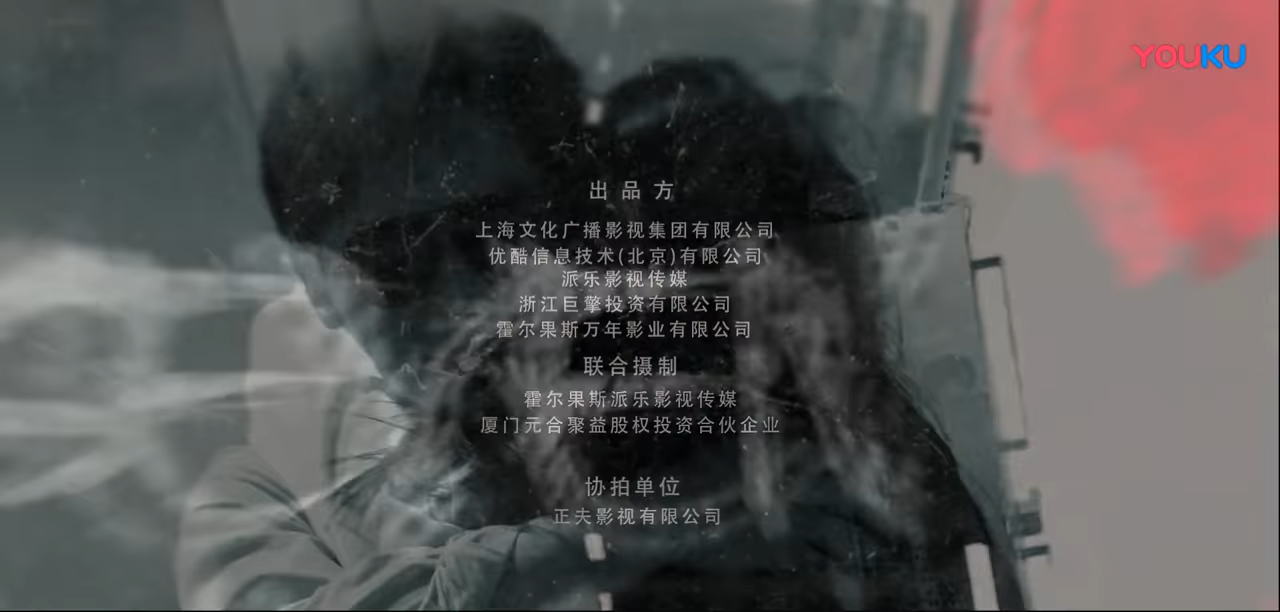 YOUKU
出品方
上海文化广播影视集团有限公司
优酷信息技术(北京)有限公司
派乐影视传媒
浙江巨擎投资有限公司
霍尔果斯万年影业有限公司
联合摄制
霍尔果斯派乐影视传媒
厦门元合聚益股权投资合伙企业
协拍单位
正夫影视有限公司